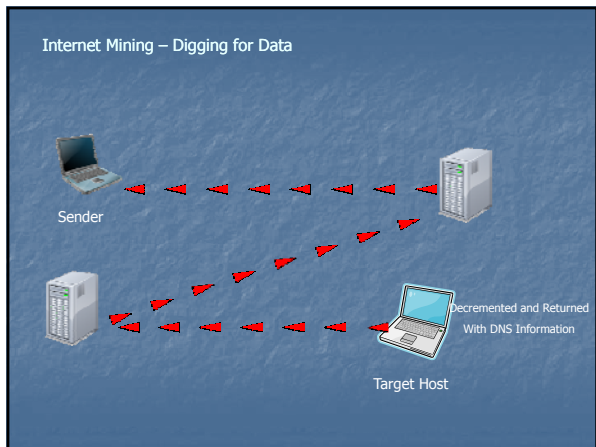 Internet Mining – Digging for Data
Sender
Decremented and Returned
With DNS Information
Target Host